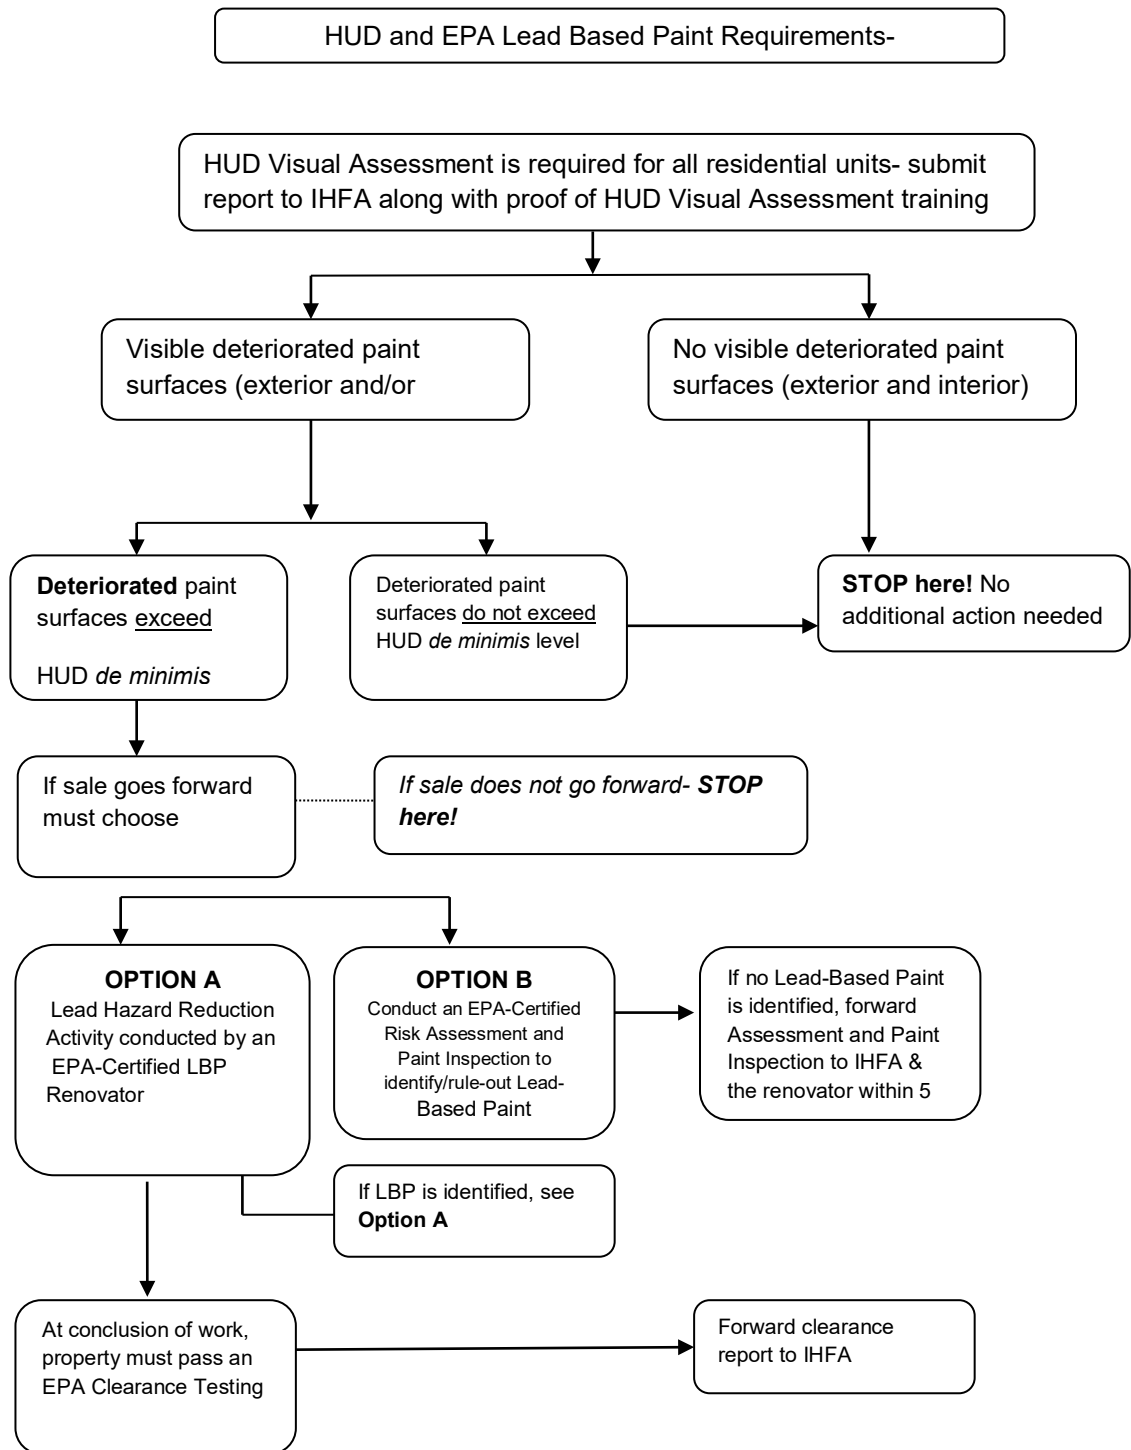 HUD and EPA Lead Based Paint Requirements-
HUD Visual Assessment is required for all residential units- submit
report to IHFA along with proof of HUD Visual Assessment training
Visible deteriorated paint
surfaces (exterior and/or
No visible deteriorated paint
surfaces (exterior and interior)
Deteriorated paint
surfaces exceed
HUD de minimis
Deteriorated paint
surfaces do not exceed
HUD de minimis level
STOP here! No
additional action needed
If sale goes forward
must choose
If sale does not go forward- STOP
here!
OPTION A
Lead Hazard Reduction
Activity conducted by an
EPA-Certified LBP
Renovator
OPTION B
Conduct an EPA-Certified
Risk Assessment and
Paint Inspection to
identify/rule-out Lead-
Based Paint
If no Lead-Based Paint
is identified, forward
Assessment and Paint
Inspection to IHFA &
the renovator within 5
If LBP is identified, see
Option A
At conclusion of work,
property must pass an
EPA Clearance Testing
Forward clearance
report to IHFA